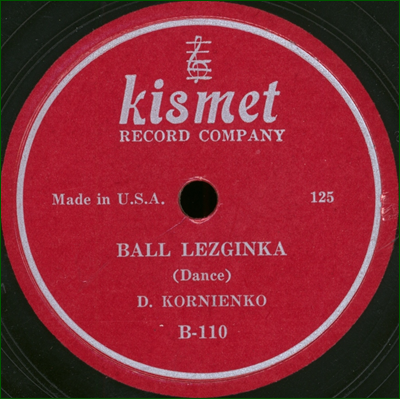 kismet
RECORD COMPANY
Made in U.S.A. 125
BALL LEZGINKA
(Dance)
D. KORNIENKO
B-110